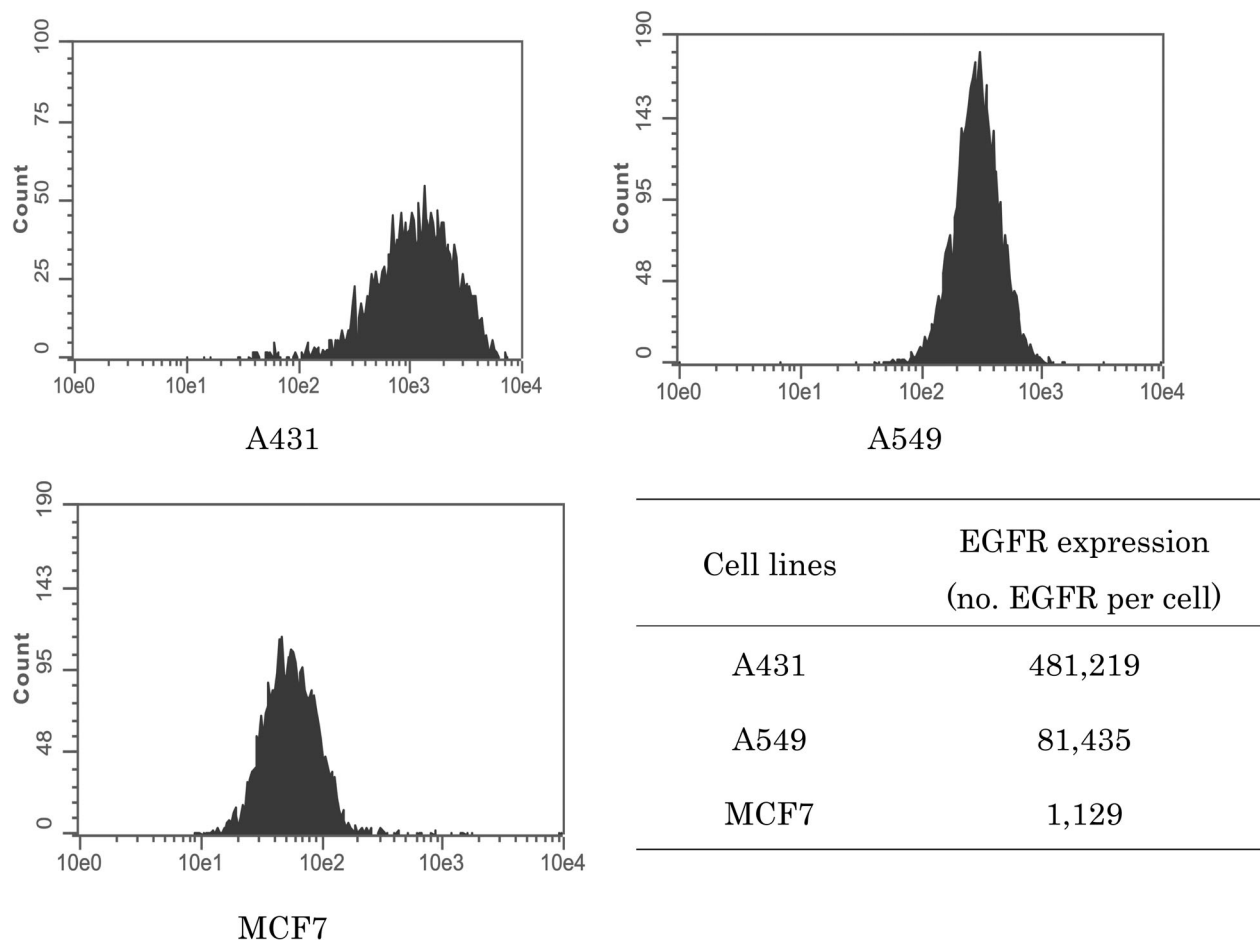 100
75
50
25
0
Count
10e0 10e1 10e2 10e3 10e4
A431
190
143
95
48
0
Count
10e0 10e1 10e2 10e3 10e4
A549
190
143
95
48
0
Count
10e0 10e1 10e2 10e3 10e4
MCF7
Cell lines
EGFR expression
(no. EGFR per cell)
A431 481,219
A549 81,435
MCF7 1,129